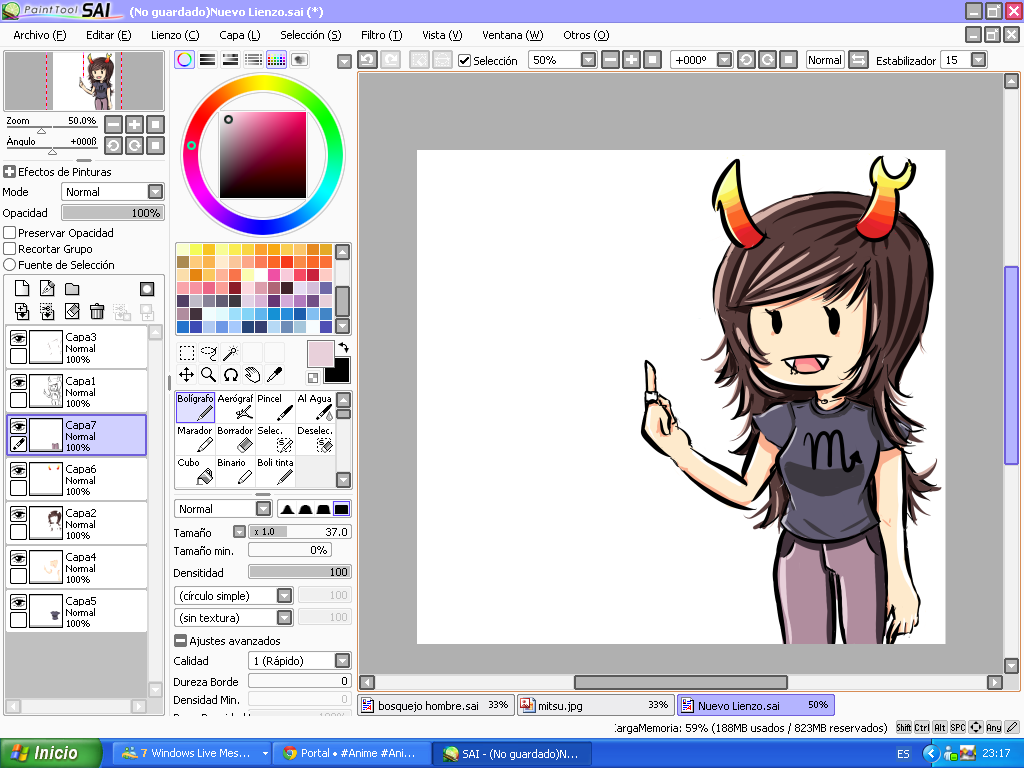 PaintTool SAI (No guardado)Nuevo Lienzo.sai (*)
Archivo (F) Editar (E) Lienzo (C) Capa (L) Selección (S) Filtro (T) Vista (V) Ventana (W) Otros (O)
Selección 50% +000º Normal Estabilizador 15
Zoom 50.0%
Ángulo +000ß
Efectos de Pinturas
Mode Normal
Opacidad 100%
Preservar Opacidad
Recortar Grupo
Fuente de Selección
Capa3
Normal
100%
Capa1
Normal
100%
Capa7
Normal
100%
Capa6
Normal
100%
Capa2
Normal
100%
Capa4
Normal
100%
Capa5
Normal
100%
Bolígrafo Aerógraf Pincel Al Agua
Marador Borrador Selec. Deselec.
Cubo Binario Boli tinta
Normal
Tamaño x 1.0 37.0
Tamaño min. 0%
Densitidad 100
(círculo simple) 100
(sin textura) 100
Ajustes avanzados
Calidad 1 (Rápido)
Dureza Borde 0
Densidad Min. 0
100%
bosquejo hombre.sai 33% mitsu.jpg 33% Nuevo Lienzo.sai 50%
argaMemoria: 59% (188MB usados / 823MB reservados) Shift Ctrl Alt SPC Any
Inicio 7 Windows Live Mes... Portal ♦ #Anime #Ani... SAI - (No guardado)N... ES 23:17